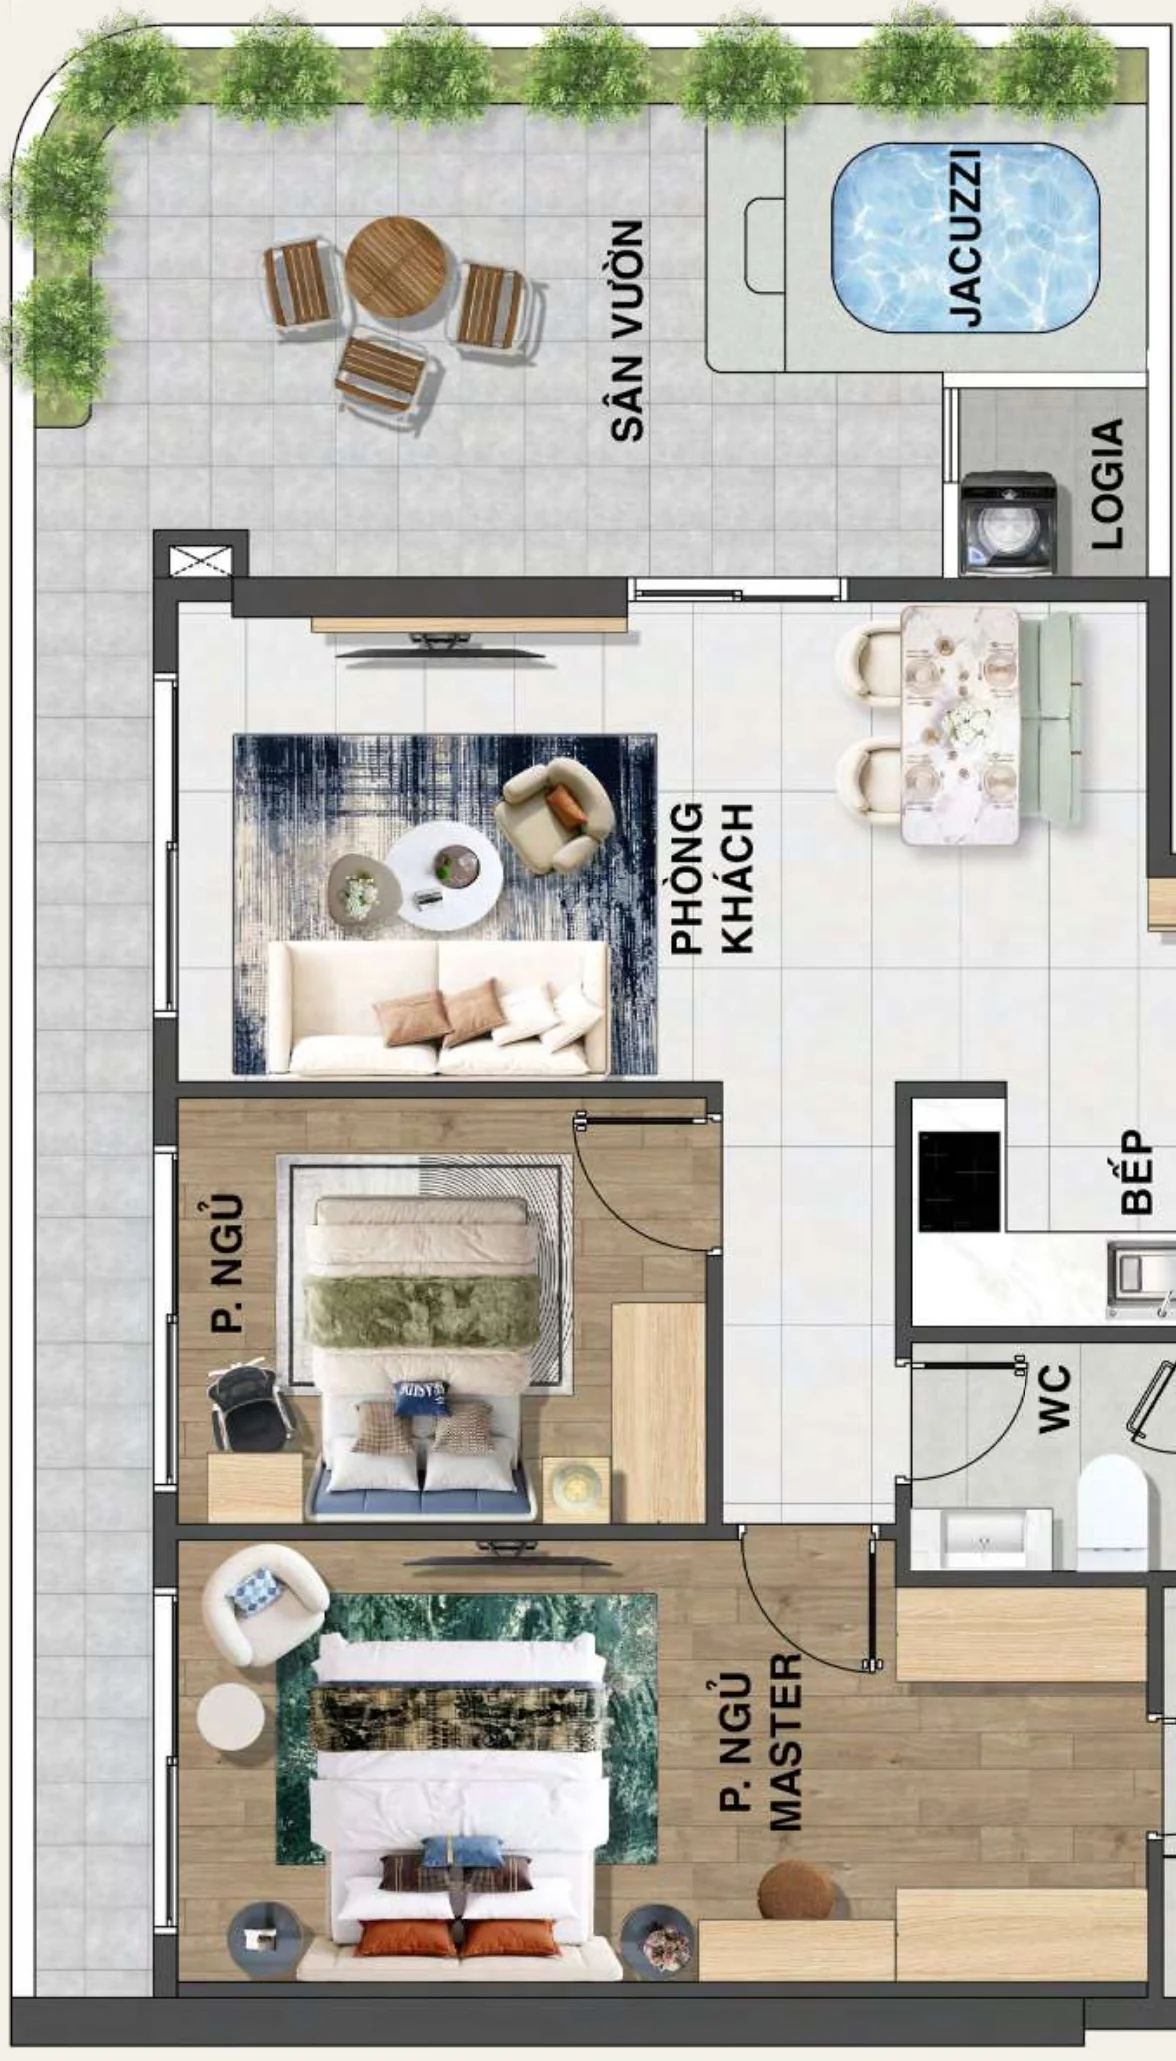 JACUZZI
SÂN VƯỜN
LOGIA
PHÒNG
KHÁCH
BẾP
P. NGỦ
WC
P. NGỦ
MASTER